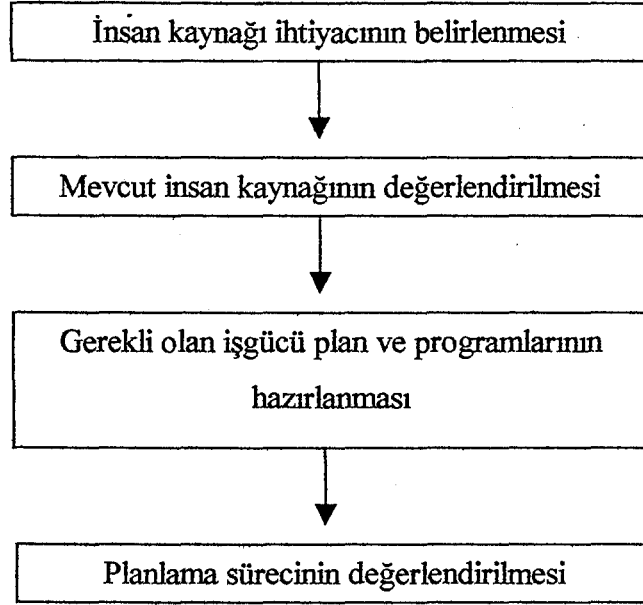 İnsan kaynağı ihtiyacının belirlenmesi
Mevcut insan kaynağının değerlendirilmesi
Gerekli olan işgücü plan ve programlarının
hazırlanması
Planlama sürecinin değerlendirilmesi